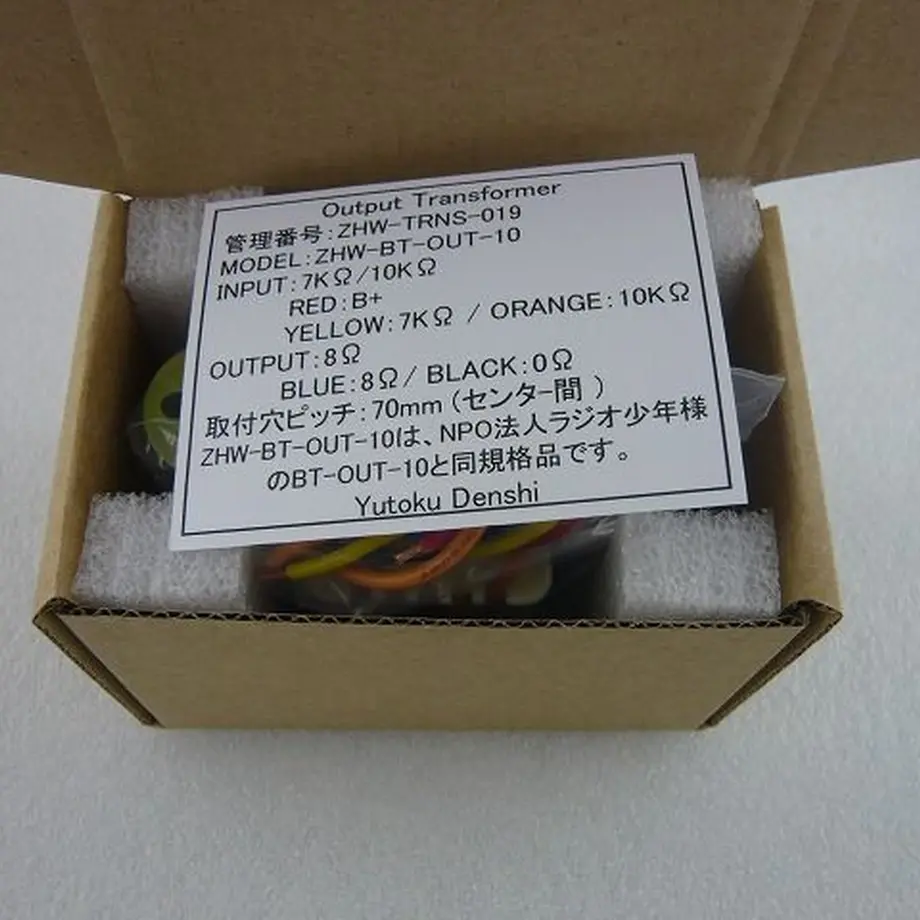 Output Transformer
管理番号:ZHW-TRNS-019
MODEL:ZHW-BT-OUT-10
INPUT:7KΩ/10KΩ
RED:B+
YELLOW:7KΩ / ORANGE:10KΩ
OUTPUT:8Ω
BLUE:8Ω/ BLACK:0Ω
取付穴ピッチ:70mm(センター間 )
ZHW-BT-OUT-10は、NPO法人ラジオ少年様
のBT-OUT-10と同規格品です。
Yutoku Denshi